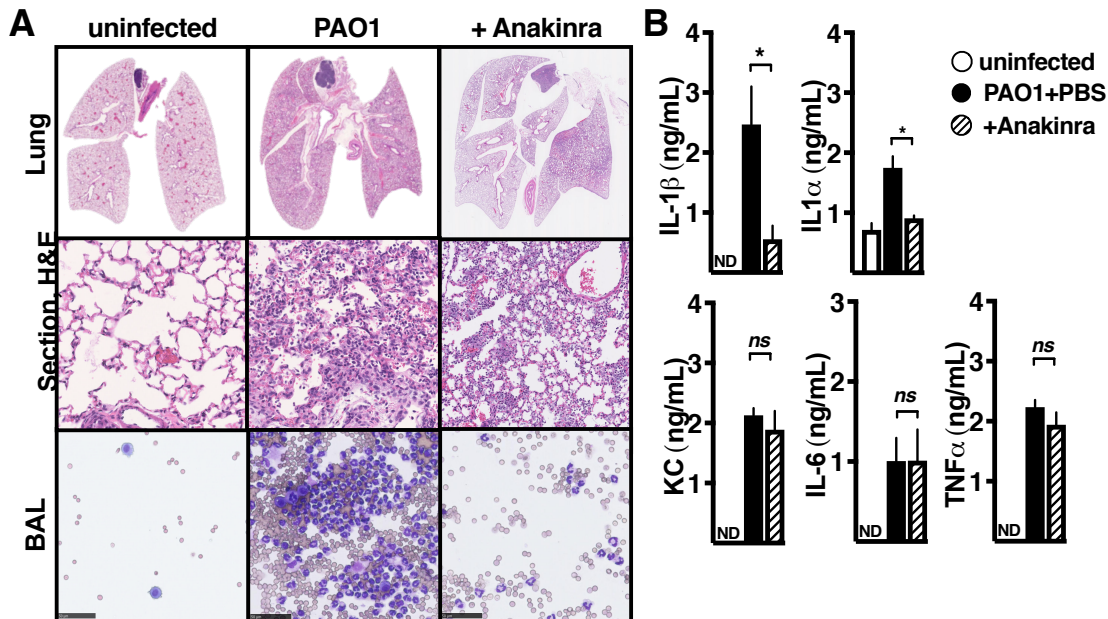 A
uninfected PAO1 + Anakinra
Lung
Section, H&E
BAL
B
uninfected
PAO1+PBS
+Anakinra
IL-1β (ng/mL)
4
3
2
1
ND
*
IL1α (ng/mL)
4
3
2
1
*
KC (ng/mL)
4
3
2
1
ND
ns
IL-6 (ng/mL)
3
2
1
ND
ns
TNFα (ng/mL)
4
3
2
1
ND
ns